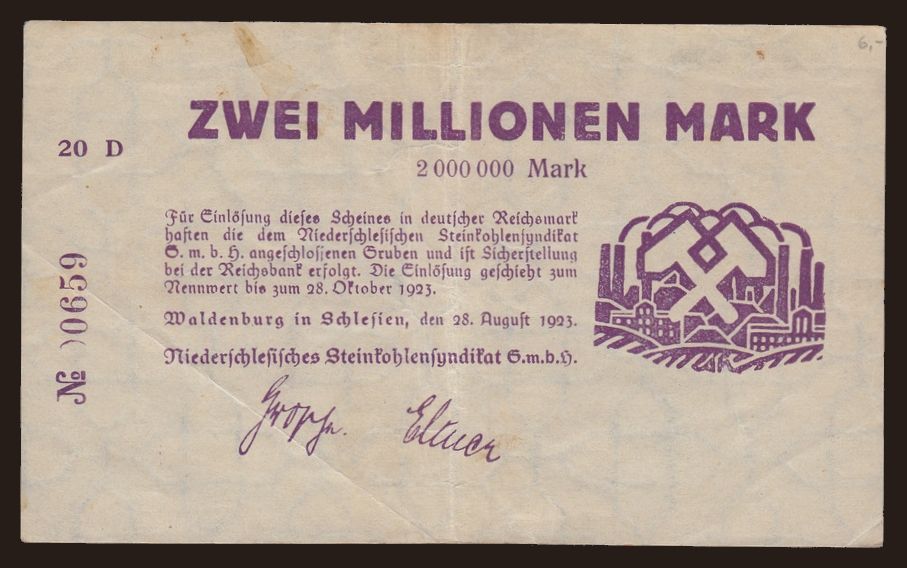 6,-
ZWEI MILLIONEN MARK
20 D
2 000 000 Mark
Für Einlösung dieses Scheines in deutscher Reichsmark
haften die dem Niederschlesischen Steinkohlensyndikat
G. m. b. H. angeschlossenen Gruben und ist Sicherstellung
bei der Reichsbank erfolgt. Die Einlösung geschieht zum
Nennwert bis zum 28. Oktober 1923.
Waldenburg in Schlesien, den 28. August 1923.
Niederschlesisches Steinkohlensyndikat G.m.b.H.
№ 00659